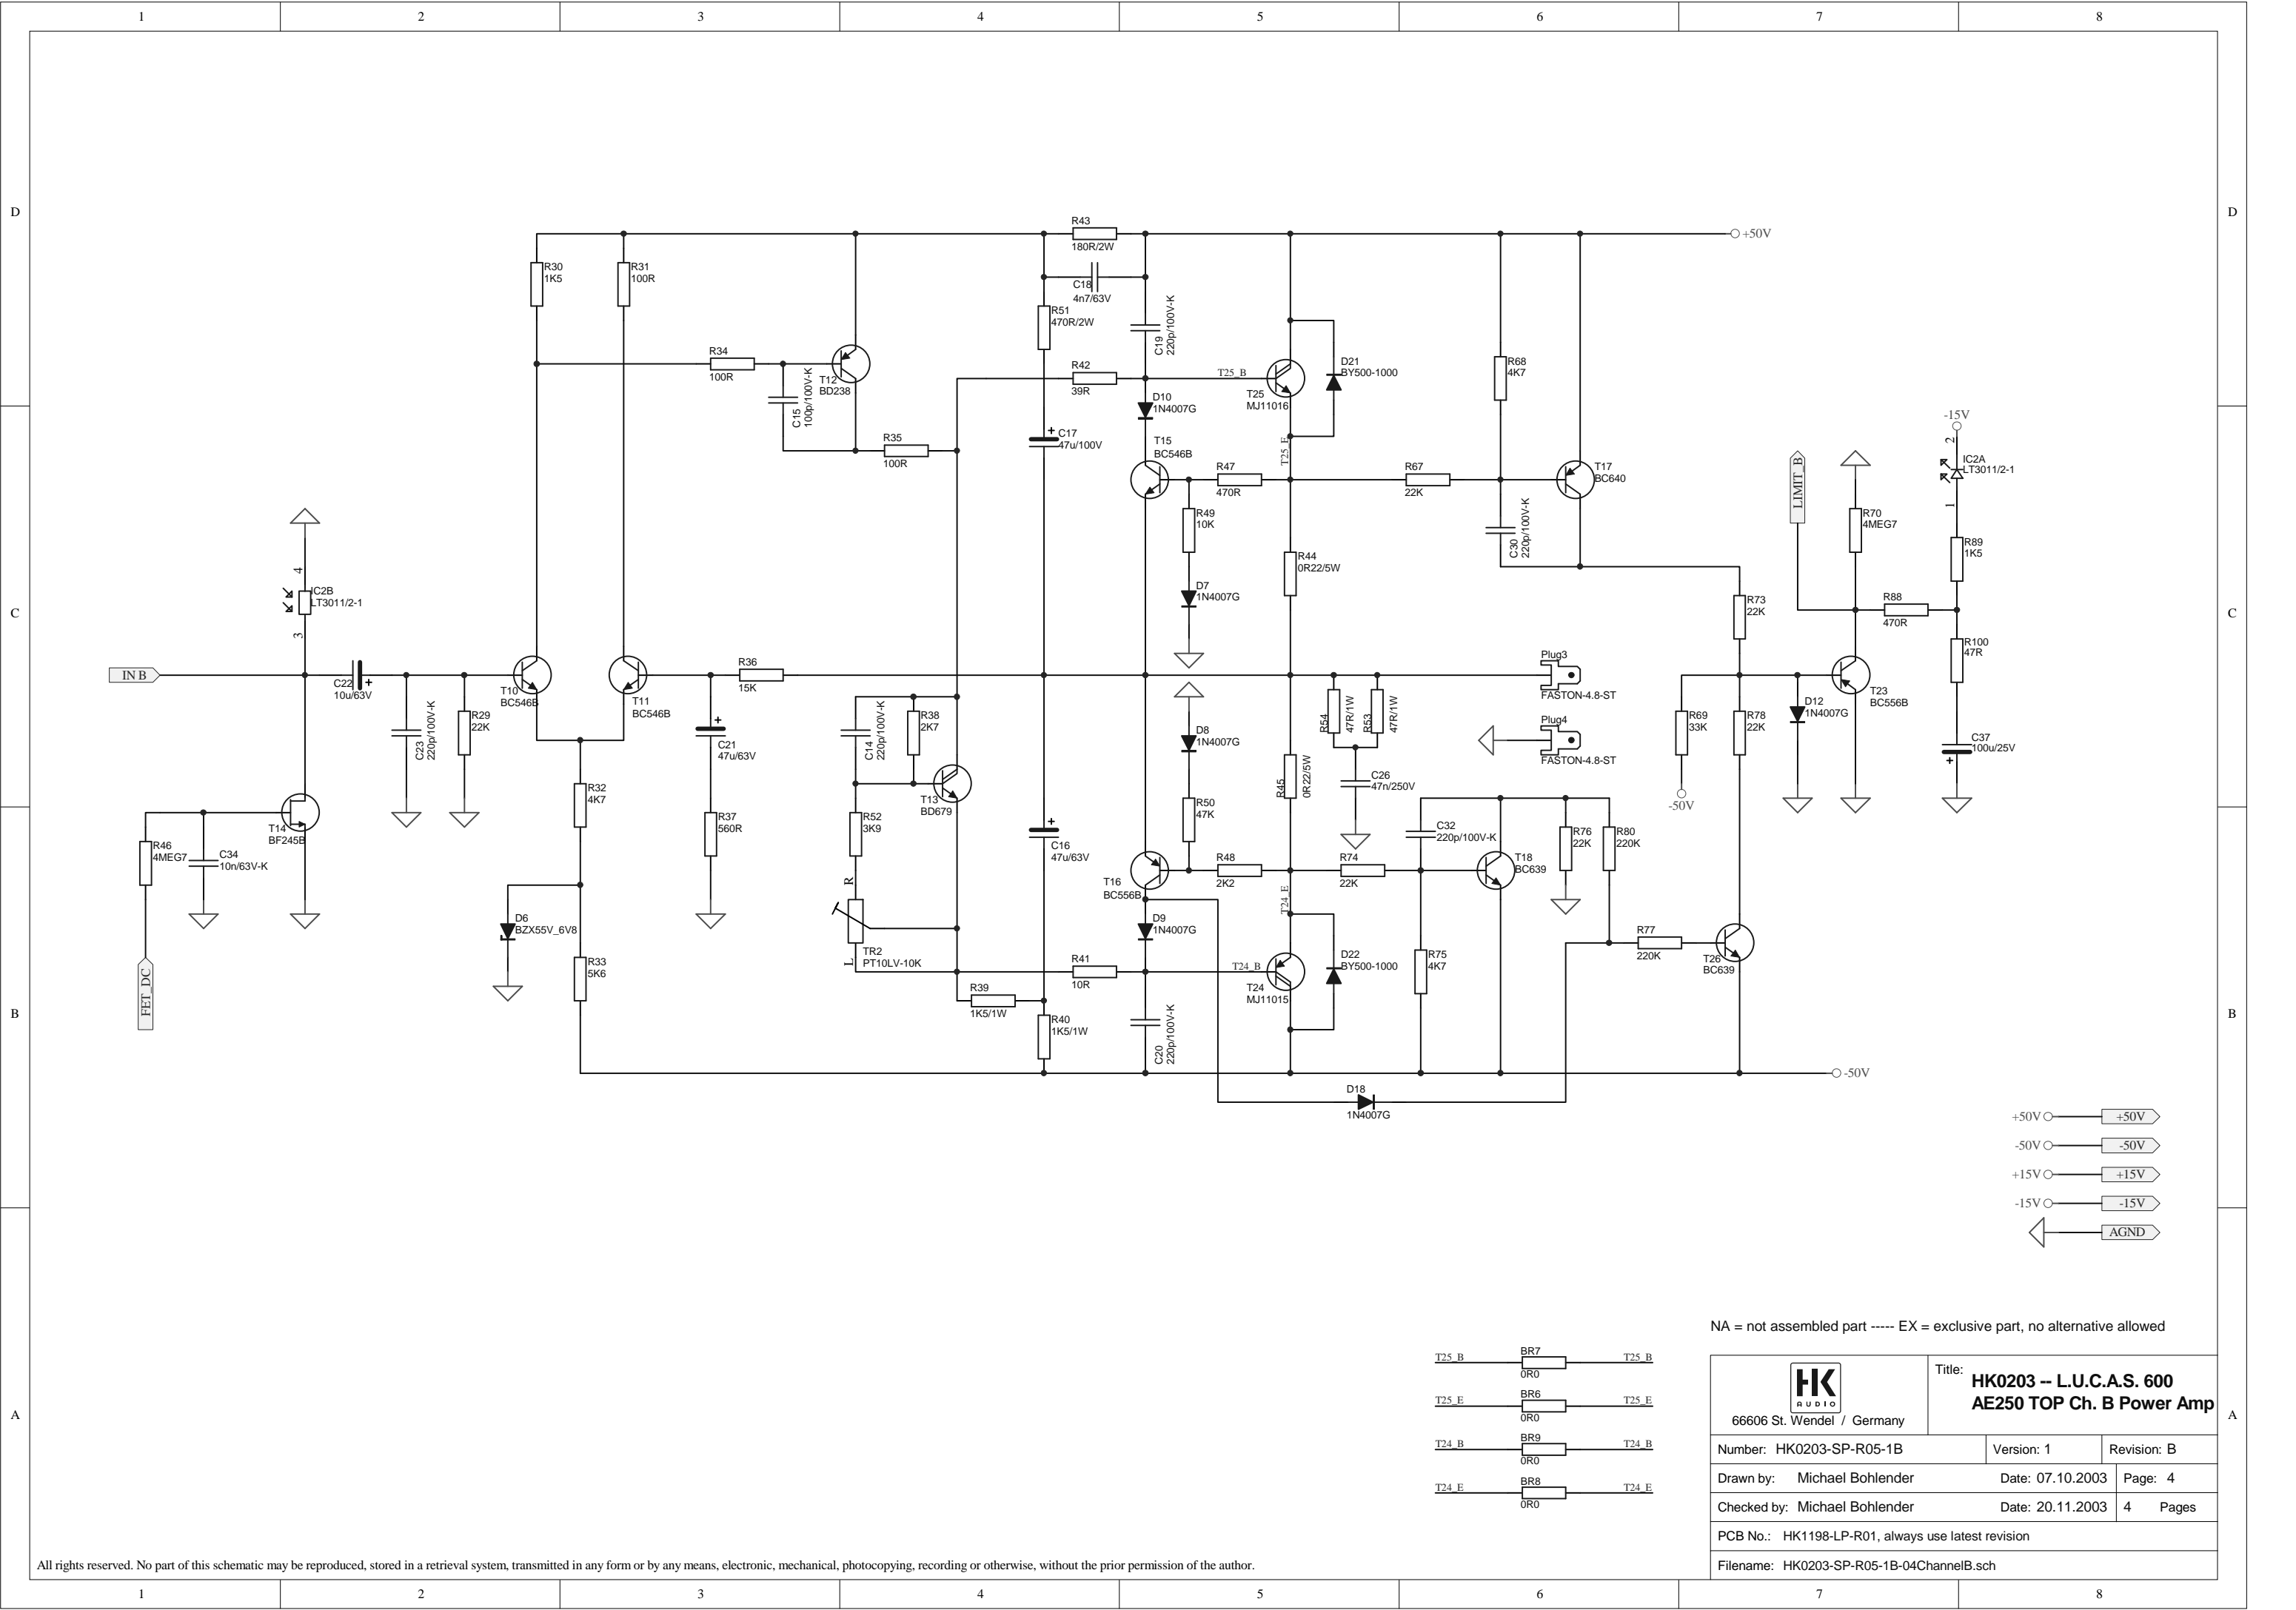 1 2 3 4 5 6 7 8
D D
R43
180R/2W
+50V
R30
1K5
R31
100R
C18
4n7/63V
R51
470R/2W
C19
220p/100V-K
R34
100R
T12
BD238
R42
39R
T25_B
T25
MJ11016
D21
BY500-1000
R68
4K7
C15
100p/100V-K
D10
1N4007G
R35
100R
C17
47u/100V
T15
BC546B
T25_E
R47
470R
R67
22K
T17
BC640
-15V
2
IC2A
LT3011/2-1
1
LIMIT_B
R70
4MEG7
R49
10K
C30
220p/100V-K
R89
1K5
R44
0R22/5W
4
IC2B
LT3011/2-1
3
D7
1N4007G
R73
22K
R88
470R
C C
R100
47R
IN B
C22
10u/63V
T10
BC546B
T11
BC546B
R36
15K
Plug3
FASTON-4.8-ST
T23
BC556B
C23
220p/100V-K
R29
22K
C21
47u/63V
C14
220p/100V-K
R38
2K7
D8
1N4007G
R54
47R/1W
R53
47R/1W
Plug4
FASTON-4.8-ST
R69
33K
R78
22K
D12
1N4007G
C37
100u/25V
R32
4K7
T13
BD679
R45
0R22/5W
C26
47n/250V
-50V
T14
BF245B
R37
560R
R52
3K9
R50
47K
C32
220p/100V-K
R76
22K
R80
220K
R46
4MEG7
C34
10n/63V-K
C16
47u/63V
T16
BC556B
R48
2K2
R74
22K
T18
BC639
R
T24_E
D6
BZX55V_6V8
D9
1N4007G
TR2
PT10LV-10K
L
R33
5K6
R77
220K
T26
BC639
FET_DC
R41
10R
T24_B
T24
MJ11015
D22
BY500-1000
R75
4K7
R39
1K5/1W
R40
1K5/1W
C20
220p/100V-K
B B
-50V
D18
1N4007G
+50V +50V
-50V -50V
+15V +15V
-15V -15V
AGND
NA = not assembled part ----- EX = exclusive part, no alternative allowed
T25_B BR7 T25_B
0R0
T25_E BR6 T25_E
0R0
T24_B BR9 T24_B
0R0
T24_E BR8 T24_E
0R0
A A
HK
AUDIO
66606 St. Wendel / Germany
Title:
HK0203 -- L.U.C.A.S. 600
AE250 TOP Ch. B Power Amp
Number: HK0203-SP-R05-1B Version: 1 Revision: B
Drawn by: Michael Bohlender Date: 07.10.2003 Page: 4
Checked by: Michael Bohlender Date: 20.11.2003 4 Pages
PCB No.: HK1198-LP-R01, always use latest revision
Filename: HK0203-SP-R05-1B-04ChannelB.sch
All rights reserved. No part of this schematic may be reproduced, stored in a retrieval system, transmitted in any form or by any means, electronic, mechanical, photocopying, recording or otherwise, without the prior permission of the author.
1 2 3 4 5 6 7 8